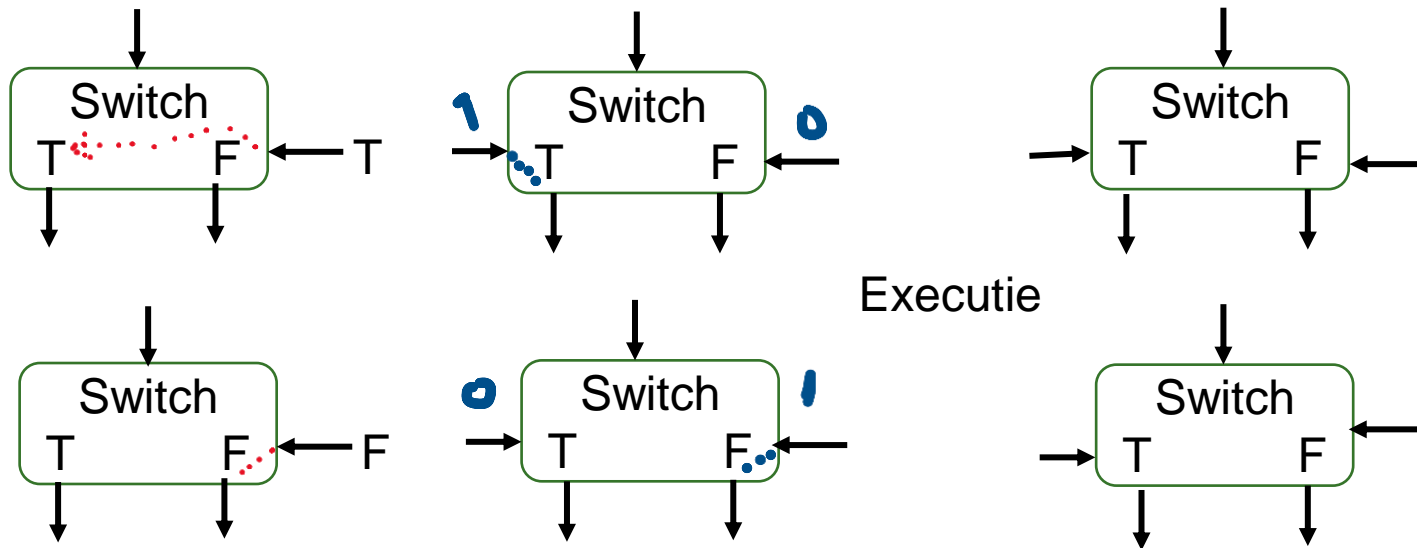 Switch
T F T
1 Switch 0
T F
Switch
T F
Executie
Switch
T F F
0 Switch 1
T F
Switch
T F